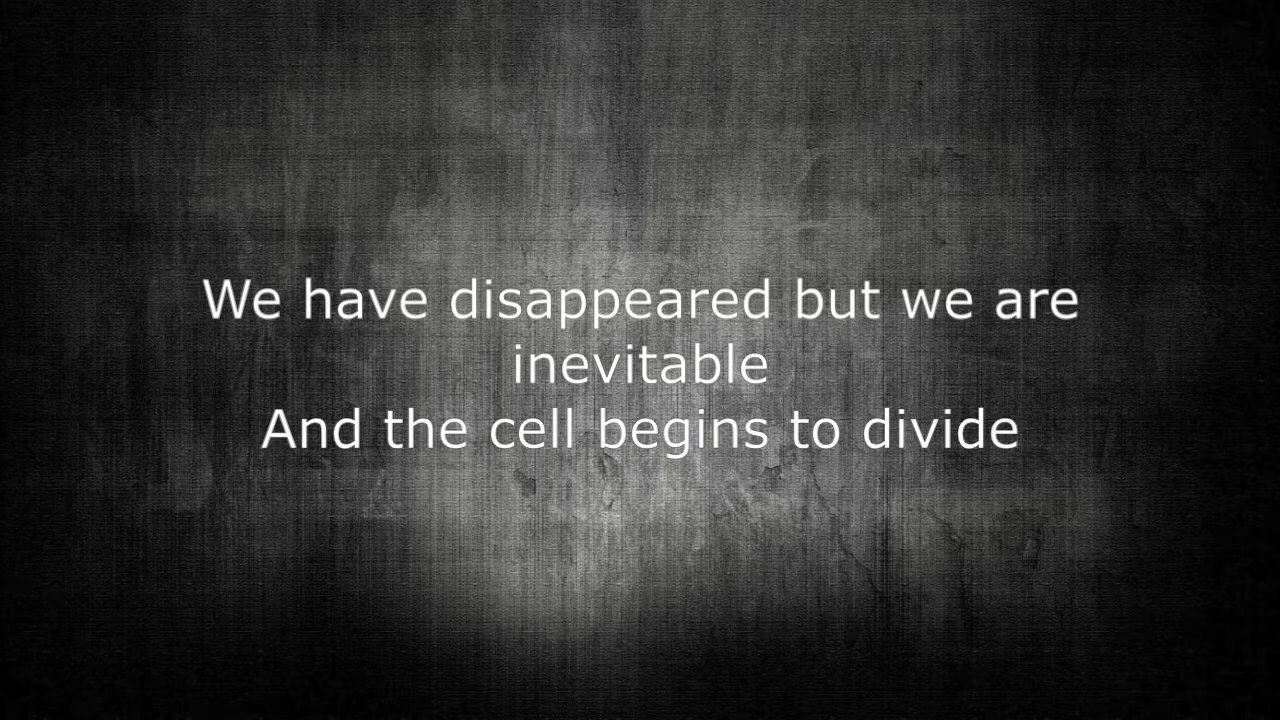 We have disappeared but we are
inevitable
And the cell begins to divide